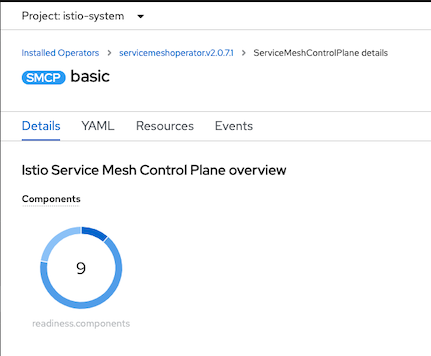 Project: istio-system
Installed Operators > servicemeshoperator.v2.0.7.1 > ServiceMeshControlPlane details
SMCP basic
Details YAML Resources Events
Istio Service Mesh Control Plane overview
Components
9
readiness.components